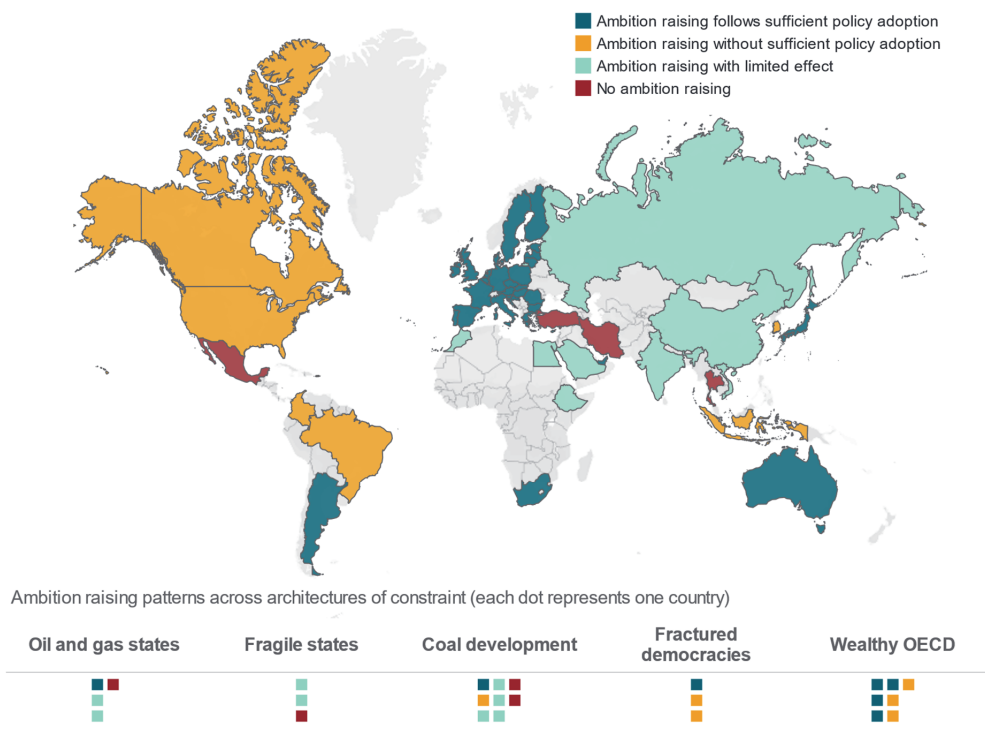 Ambition raising follows sufficient policy adoption
Ambition raising without sufficient policy adoption
Ambition raising with limited effect
No ambition raising
Ambition raising patterns across architectures of constraint (each dot represents one country)
Oil and gas states
Fragile states
Coal development
Fractured
democracies
Wealthy OECD